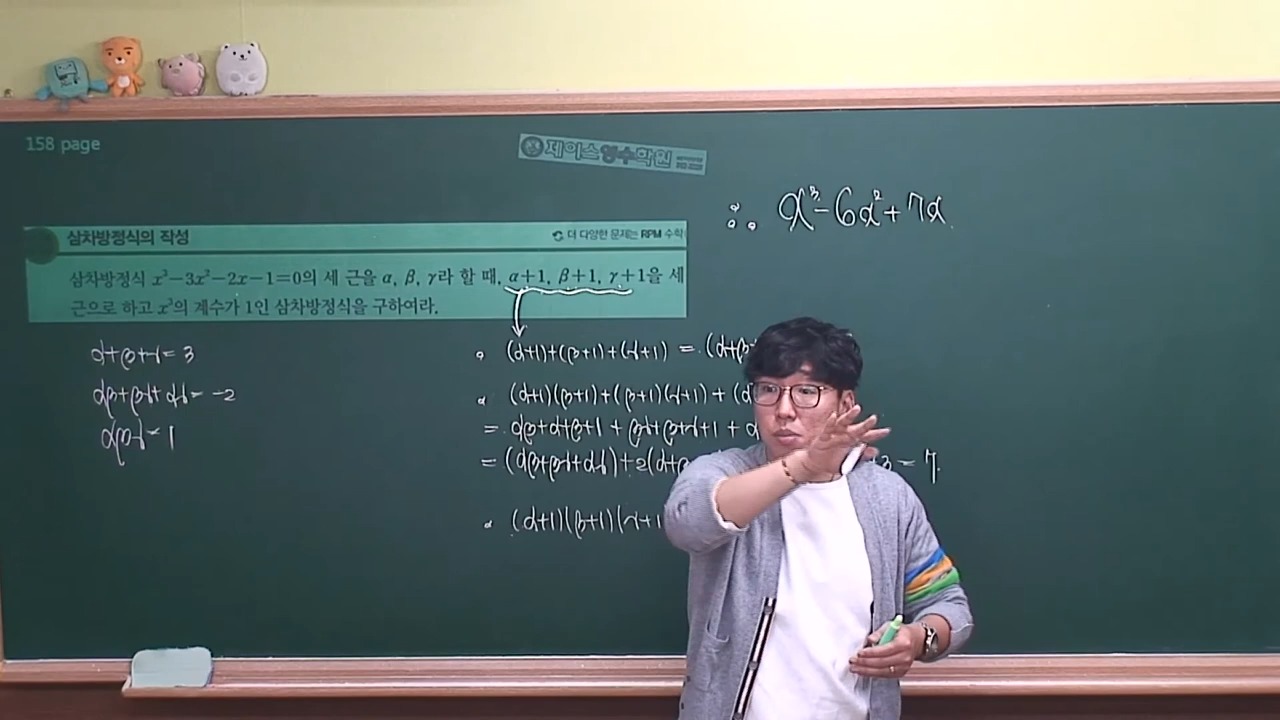 158 page
제이스영수학원
∴ x³-6x²+7x
삼차방정식의 작성
더 다양한 문제는 RPM 수학
삼차방정식 x³-3x²-2x-1=0의 세 근을 α, β, γ라 할 때, α+1, β+1, γ+1을 세
근으로 하고 x³의 계수가 1인 삼차방정식을 구하여라.
α+β+γ=3
αβ+βγ+αγ=-2
αβγ=1
(α+1)+(β+1)+(γ+1) = (α+β
(α+1)(β+1)+(β+1)(γ+1)+(α
= αβ+α+β+1 + βγ+β+γ+1 + α
= (αβ+βγ+αγ)+2(α+β +3 = 7.
(α+1)(β+1)(γ+1